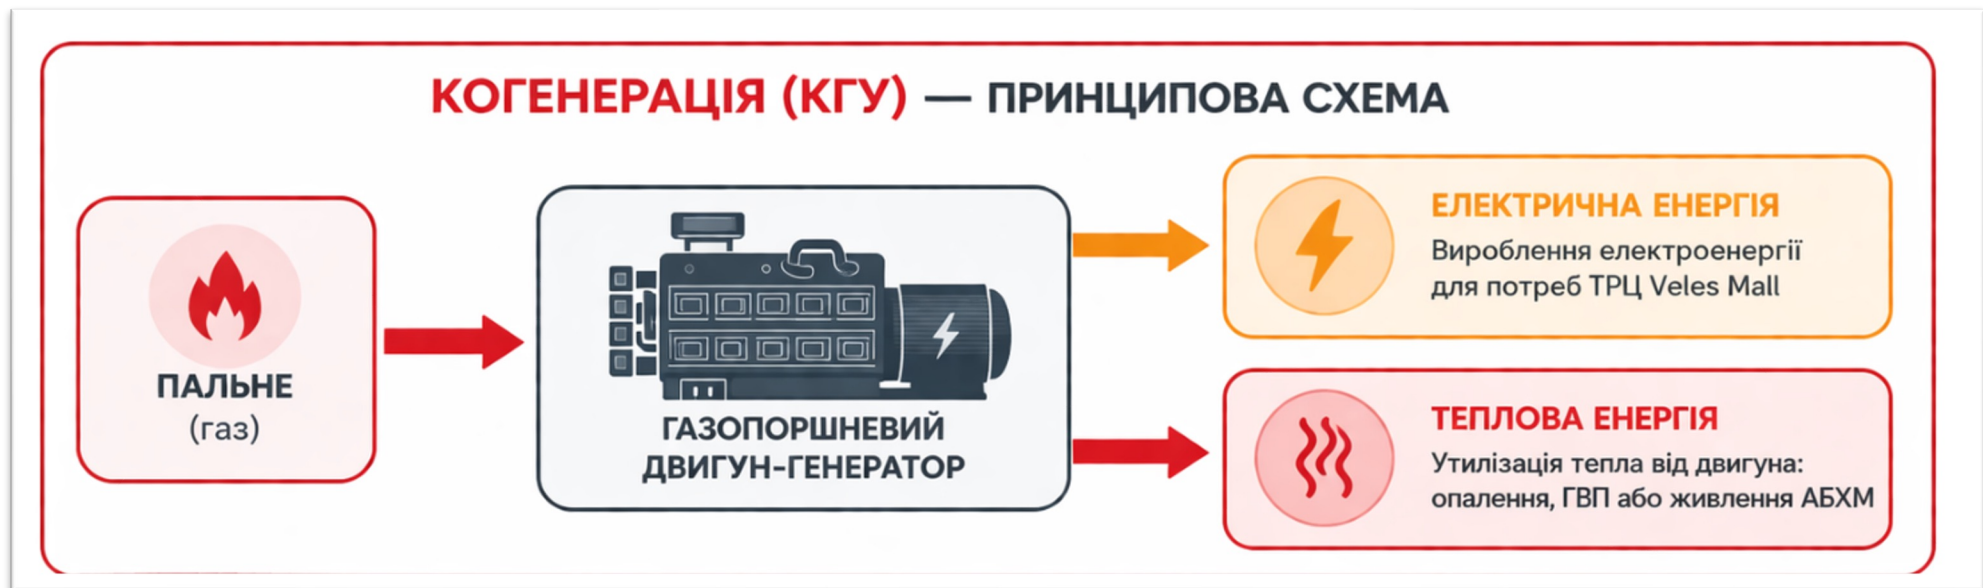 КОГЕНЕРАЦІЯ (КГУ) — ПРИНЦИПОВА СХЕМА
ПАЛЬНЕ
(газ)
ГАЗОПОРШНЕВИЙ
ДВИГУН-ГЕНЕРАТОР
ЕЛЕКТРИЧНА ЕНЕРГІЯ
Вироблення електроенергії
для потреб ТРЦ Veles Mall
ТЕПЛОВА ЕНЕРГІЯ
Утилізація тепла від двигуна:
опалення, ГВП або живлення АБХМ